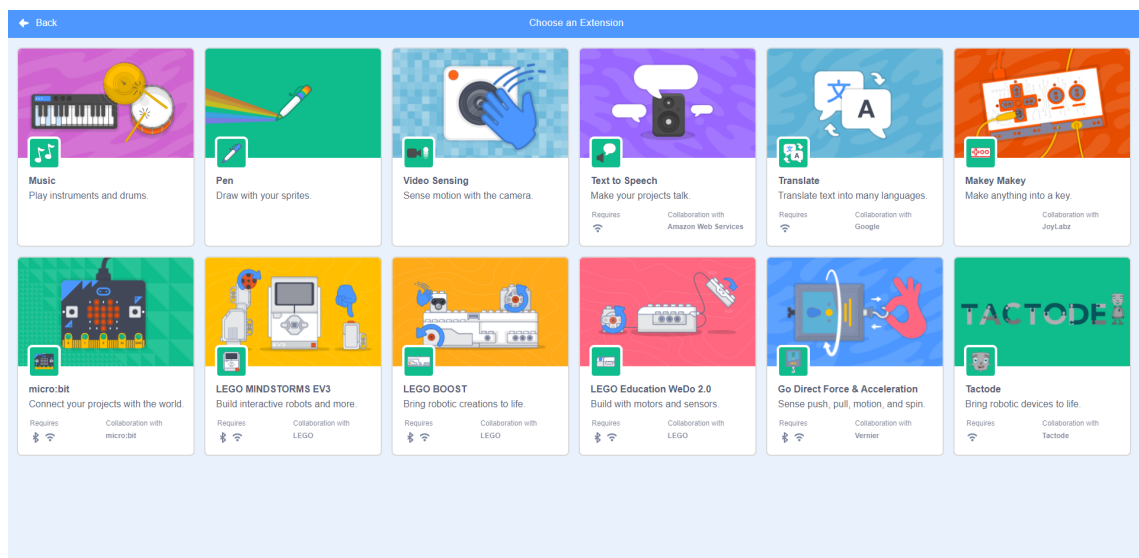 Back
Choose an Extension
Music
Play instruments and drums.
Pen
Draw with your sprites.
Video Sensing
Sense motion with the camera.
Text to Speech
Make your projects talk.
Requires
Collaboration with
Amazon Web Services
文
A
文
A
Translate
Translate text into many languages.
Requires
Collaboration with
Google
Makey Makey
Make anything into a key.
Collaboration with
JoyLabz
micro:bit
Connect your projects with the world.
Requires
Collaboration with
micro:bit
LEGO MINDSTORMS EV3
Build interactive robots and more.
Requires
Collaboration with
LEGO
LEGO BOOST
Bring robotic creations to life.
Requires
Collaboration with
LEGO
LEGO Education WeDo 2.0
Build with motors and sensors.
Requires
Collaboration with
LEGO
Go Direct Force & Acceleration
Sense push, pull, motion, and spin.
Requires
Collaboration with
Vernier
TACTODE
Tactode
Bring robotic devices to life.
Requires
Collaboration with
Tactode